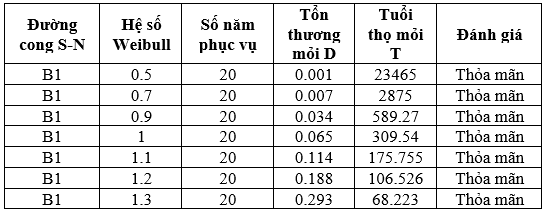 Đường cong S-N | Hệ số Weibull | Số năm phục vụ | Tổn thương mỏi D | Tuổi thọ mỏi T | Đánh giá
B1 | 0.5 | 20 | 0.001 | 23465 | Thỏa mãn
B1 | 0.7 | 20 | 0.007 | 2875 | Thỏa mãn
B1 | 0.9 | 20 | 0.034 | 589.27 | Thỏa mãn
B1 | 1 | 20 | 0.065 | 309.54 | Thỏa mãn
B1 | 1.1 | 20 | 0.114 | 175.755 | Thỏa mãn
B1 | 1.2 | 20 | 0.188 | 106.526 | Thỏa mãn
B1 | 1.3 | 20 | 0.293 | 68.223 | Thỏa mãn